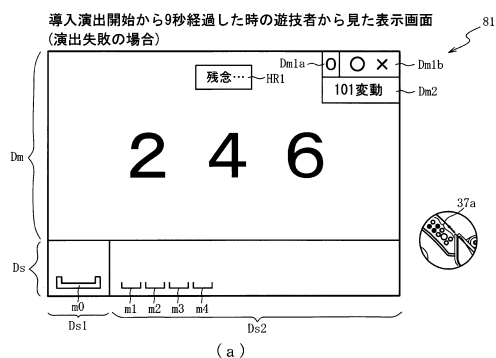 導入演出開始から9秒経過した時の遊技者から見た表示画面
(演出失敗の場合)
81
Dm1a
0
○ ×
Dm1b
残念…
HR1
101変動
Dm2
Dm
2 4 6
37a
Ds
m0
m1
m2
m3
m4
Ds1
Ds2
(a)